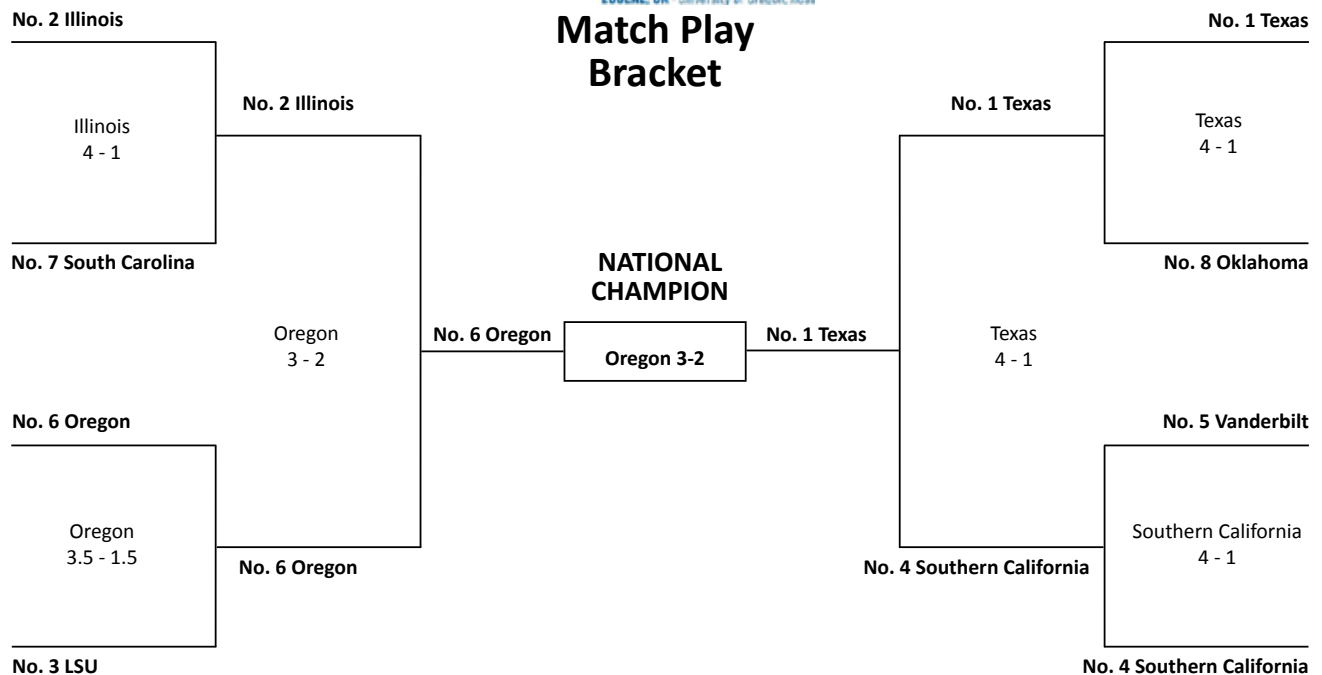 Match Play
Bracket
No. 2 Illinois
Illinois
4 - 1
No. 7 South Carolina
No. 2 Illinois
Oregon
3 - 2
No. 6 Oregon
Oregon
3.5 - 1.5
No. 3 LSU
No. 6 Oregon
No. 6 Oregon
NATIONAL
CHAMPION
Oregon 3-2
No. 1 Texas
No. 1 Texas
Texas
4 - 1
No. 4 Southern California
No. 1 Texas
Texas
4 - 1
No. 8 Oklahoma
No. 5 Vanderbilt
Southern California
4 - 1
No. 4 Southern California